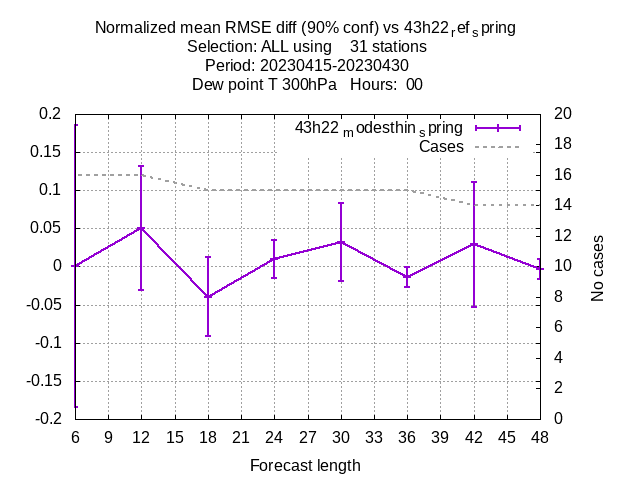 Normalized mean RMSE diff (90% conf) vs 43h22ref spring
Selection: ALL using 31 stations
Period: 20230415-20230430
Dew point T 300hPa Hours: 00
43h22modesthinspring
Cases
0.2
0.15
0.1
0.05
0
-0.05
-0.1
-0.15
-0.2
20
18
16
14
12
10
8
6
4
2
0
No cases
6 9 12 15 18 21 24 27 30 33 36 39 42 45 48
Forecast length